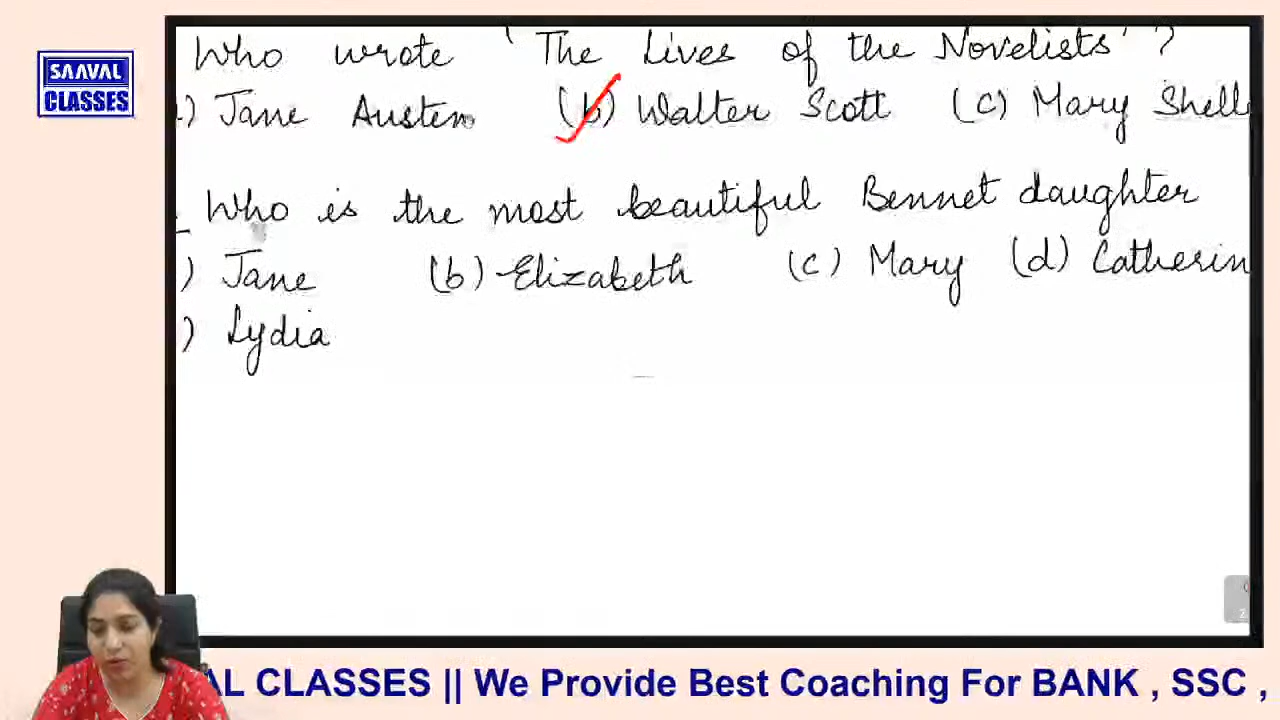 SAAVAL
CLASSES
Who wrote 'The Lives of the Novelists'?
) Jane Austen (b) Walter Scott (c) Mary Shell
. Who is the most beautiful Bennet daughter
) Jane (b) Elizabeth (c) Mary (d) Catherin
) Lydia
AL CLASSES || We Provide Best Coaching For BANK , SSC ,